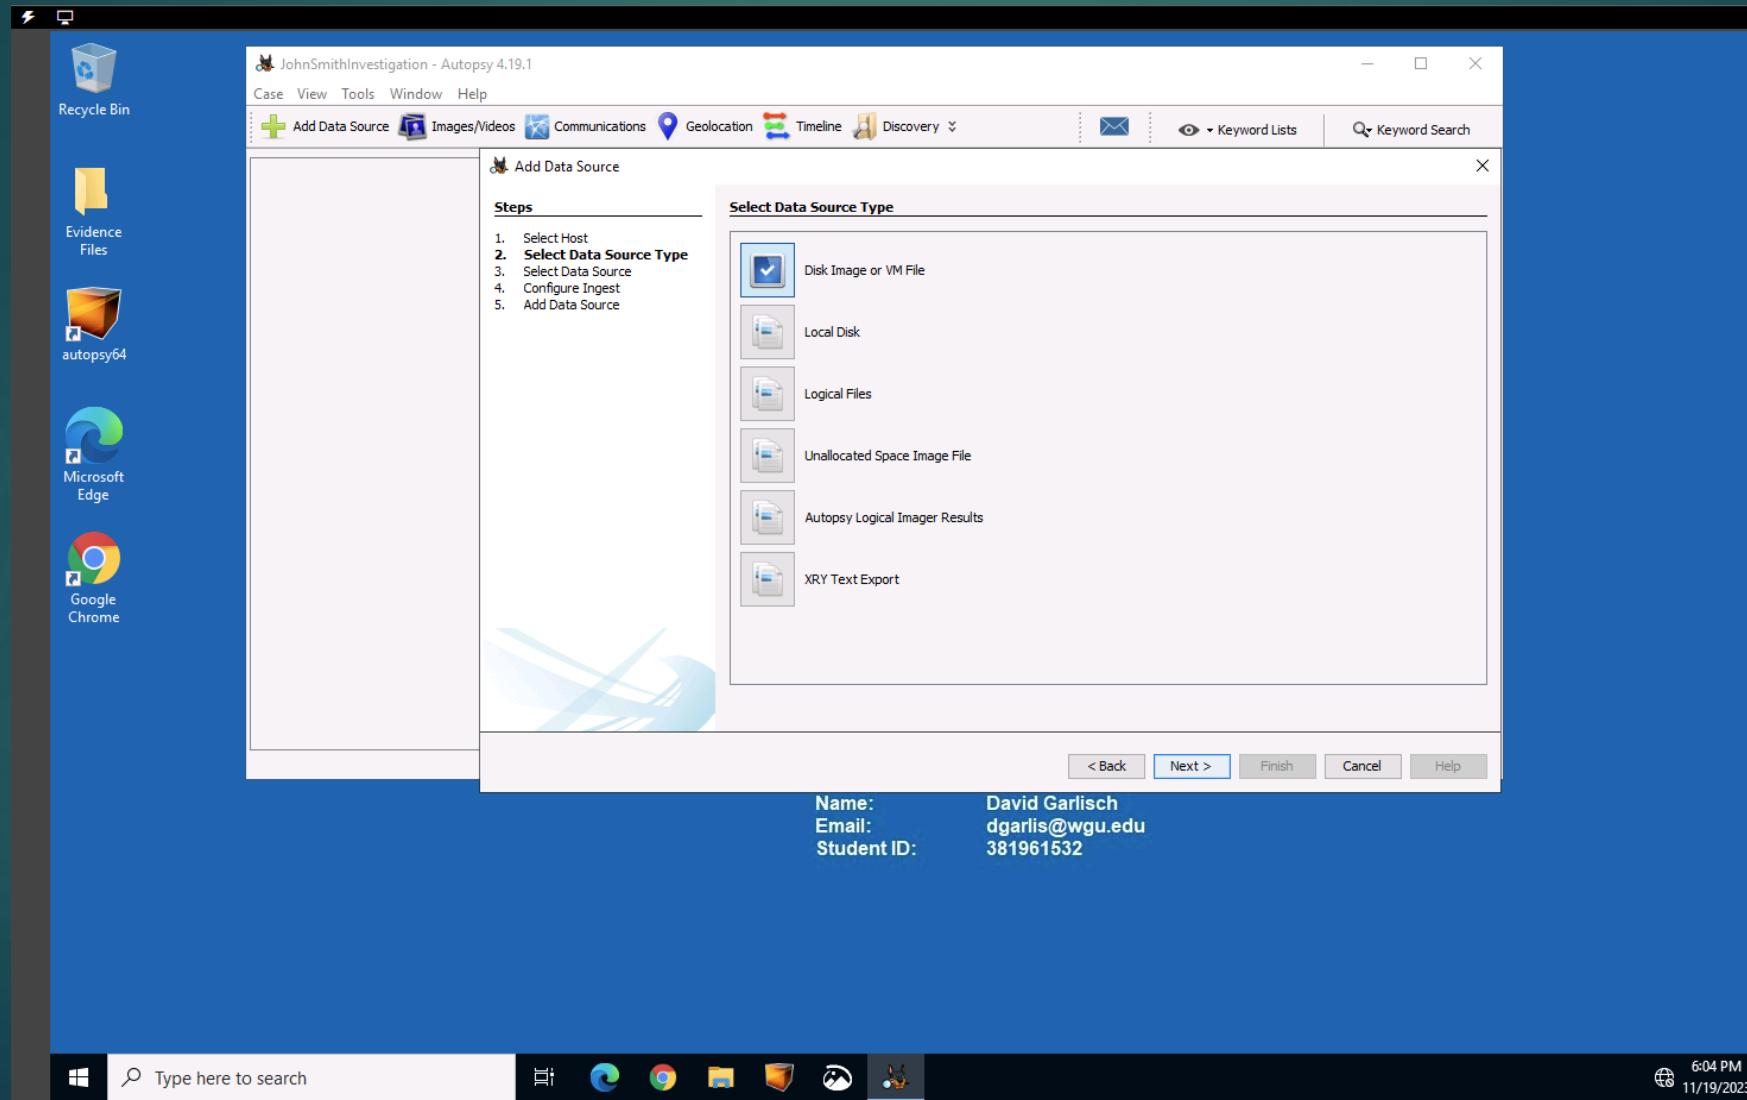 Recycle Bin
Evidence
Files
autopsy64
Microsoft
Edge
Google
Chrome
JohnSmithInvestigation - Autopsy 4.19.1
Case View Tools Window Help
Add Data Source Images/Videos Communications Geolocation Timeline Discovery Keyword Lists Keyword Search
Add Data Source
Steps
1. Select Host
2. Select Data Source Type
3. Select Data Source
4. Configure Ingest
5. Add Data Source
Select Data Source Type
Disk Image or VM File
Local Disk
Logical Files
Unallocated Space Image File
Autopsy Logical Imager Results
XRY Text Export
< Back Next > Finish Cancel Help
Name: David Garlisch
Email: dgarlis@wgu.edu
Student ID: 381961532
Type here to search
6:04 PM
11/19/2023